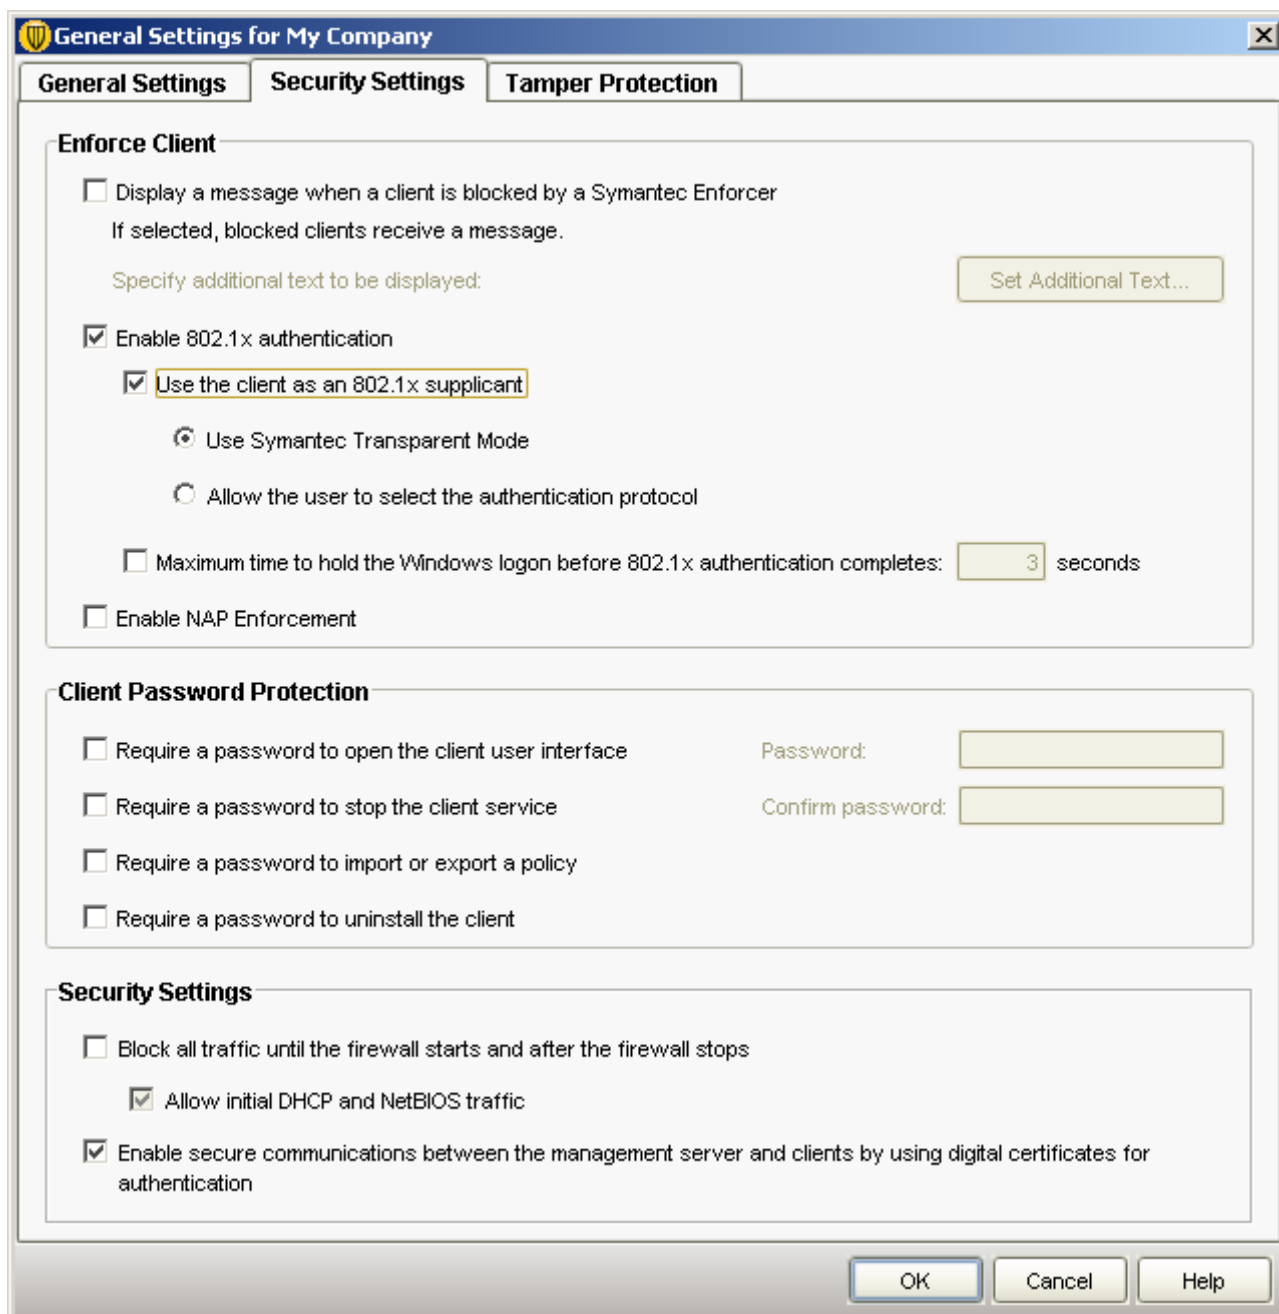 General Settings for My Company
General Settings
Security Settings
Tamper Protection
Enforce Client
Display a message when a client is blocked by a Symantec Enforcer
If selected, blocked clients receive a message.
Specify additional text to be displayed:
Set Additional Text...
Enable 802.1x authentication
Use the client as an 802.1x supplicant
Use Symantec Transparent Mode
Allow the user to select the authentication protocol
Maximum time to hold the Windows logon before 802.1x authentication completes: 3 seconds
Enable NAP Enforcement
Client Password Protection
Require a password to open the client user interface
Password:
Require a password to stop the client service
Confirm password:
Require a password to import or export a policy
Require a password to uninstall the client
Security Settings
Block all traffic until the firewall starts and after the firewall stops
Allow initial DHCP and NetBIOS traffic
Enable secure communications between the management server and clients by using digital certificates for
authentication
OK
Cancel
Help